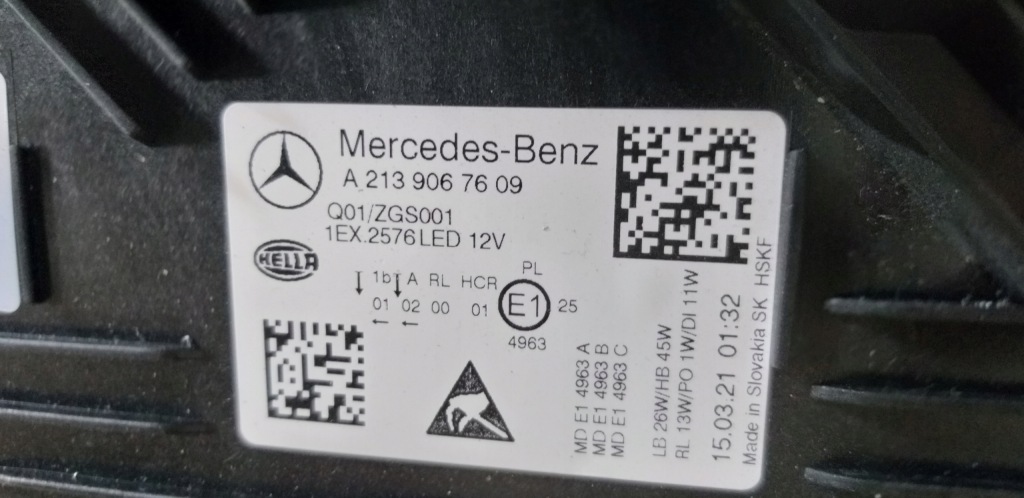 Mercedes-Benz
A 213 906 76 09
Q01/ZGS001
1EX.2576 LED 12V
HELLA
PL
↓ 1b↓ A RL HCR
01 02 00 01 E1 25
← ←
4963
MD E1 4963 A
MD E1 4963 B
MD E1 4963 C
LB 26W/HB 45W
RL 13W/PO 1W/DI 11W
15.03.21 01:32
Made in Slovakia SK HSKF